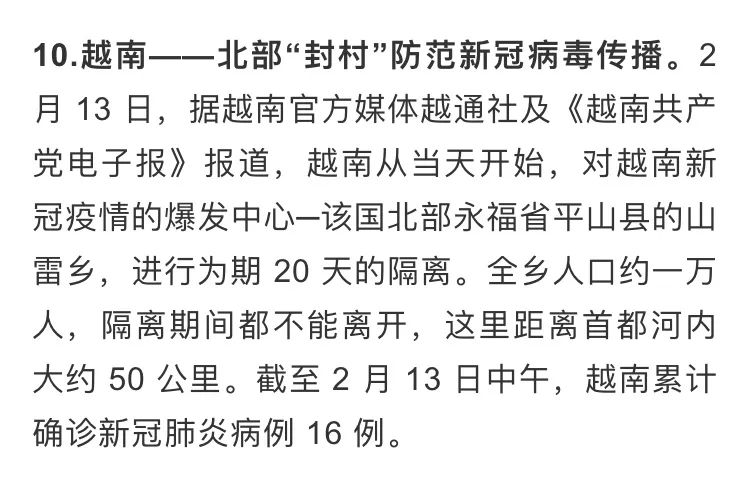 10.越南——北部“封村”防范新冠病毒传播。2
月 13 日，据越南官方媒体越通社及《越南共产
党电子报》报道，越南从当天开始，对越南新
冠疫情的爆发中心—该国北部永福省平山县的山
雷乡，进行为期 20 天的隔离。全乡人口约一万
人，隔离期间都不能离开，这里距离首都河内
大约 50 公里。截至 2 月 13 日中午，越南累计
确诊新冠肺炎病例 16 例。